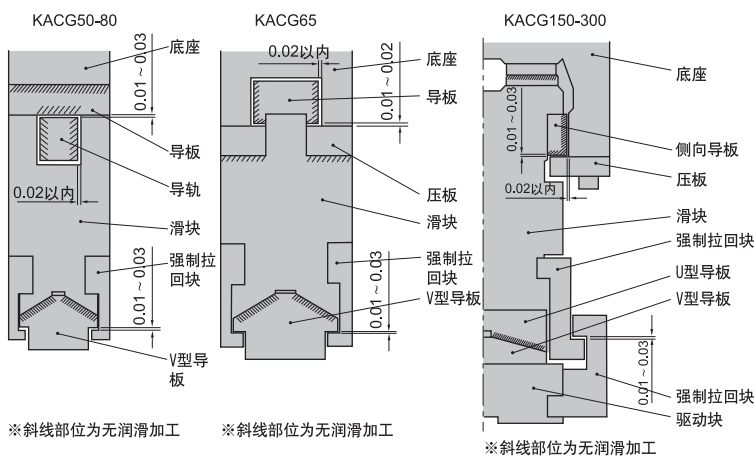 KACG50-80
底座
0.01~0.03
导板
导轨
0.02以内
滑块
强制拉
回块
0.01~0.03
V型导
板
※斜线部位为无润滑加工
KACG65
0.02以内
0.01~0.02
底座
导板
压板
滑块
强制拉
回块
V型导板
0.01~0.03
※斜线部位为无润滑加工
KACG150-300
底座
0.01~0.03
侧向导板
压板
0.02以内
滑块
强制拉回块
U型导板
V型导板
0.01~0.03
强制拉回块
驱动块
※斜线部位为无润滑加工